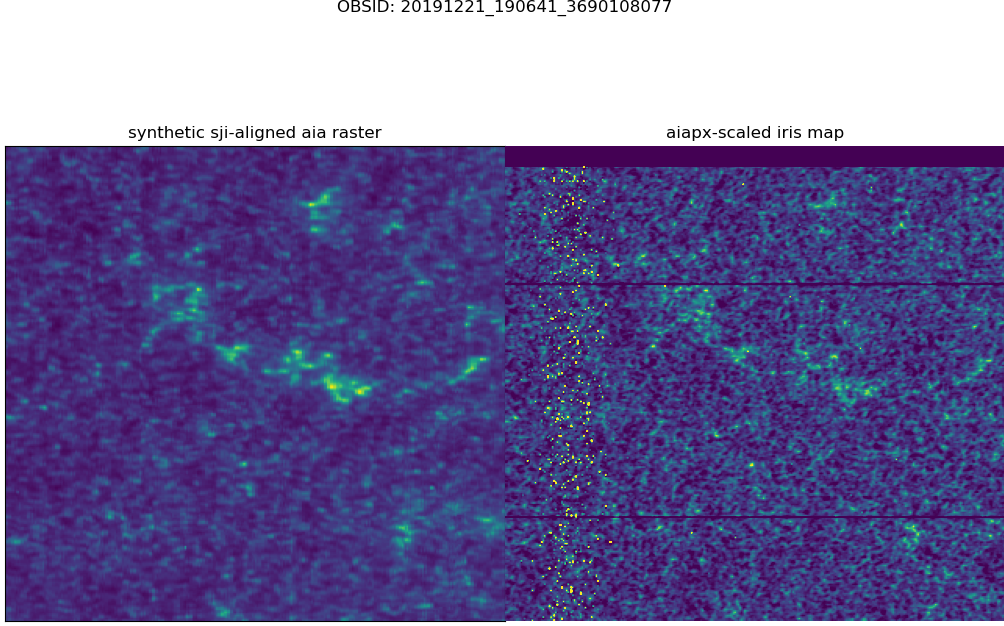 OBSID: 20191221_190641_3690108077
synthetic sji-aligned aia raster
aiapx-scaled iris map